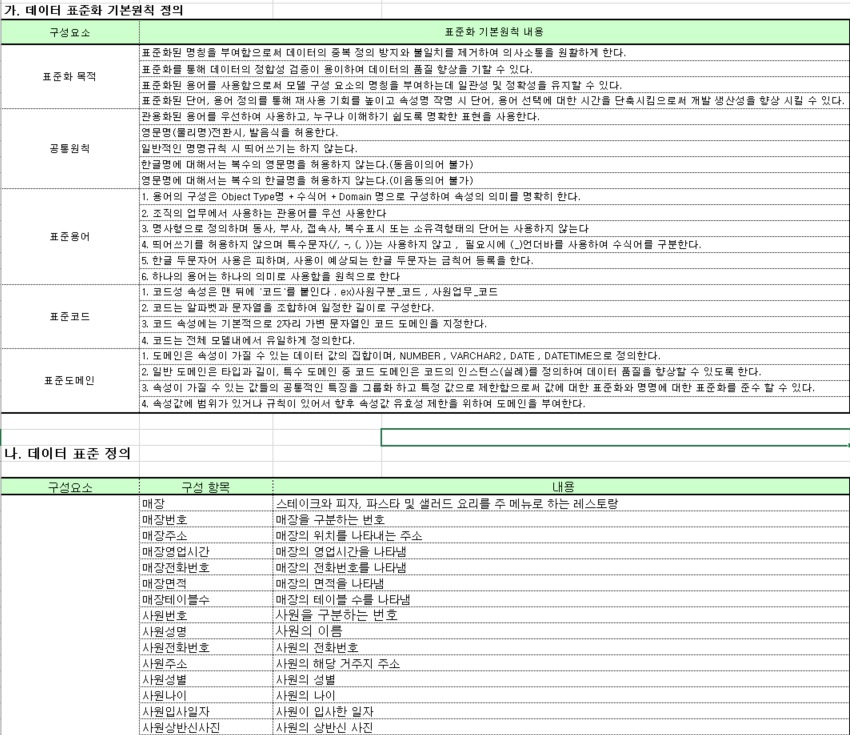 가. 데이터 표준화 기본원칙 정의
구성요소 표준화 기본원칙 내용
표준화 목적
표준화된 명칭을 부여함으로써 데이터의 중복 정의 방지와 불일치를 제거하여 의사소통을 원활하게 한다.
표준화를 통해 데이터의 정합성 검증이 용이하여 데이터의 품질 향상을 기할 수 있다.
표준화된 용어를 사용함으로써 모델 구성 요소의 명칭을 부여하는데 일관성 및 정확성을 유지할 수 있다.
표준화된 단어, 용어 정의를 통해 재사용 기회를 높이고 속성명 작명 시 단어, 용어 선택에 대한 시간을 단축시킴으로써 개발 생산성을 향상 시킬 수 있다.
공통원칙
관용화된 용어를 우선하여 사용하고, 누구나 이해하기 쉽도록 명확한 표현을 사용한다.
영문명(물리명)전환시, 발음식을 허용한다.
일반적인 명명규칙 시 띄어쓰기는 하지 않는다.
한글명에 대해서는 복수의 영문명을 허용하지 않는다.(동음이의어 불가)
영문명에 대해서는 복수의 한글명을 허용하지 않는다.(이음동의어 불가)
표준용어
1. 용어의 구성은 Object Type명 + 수식어 + Domain 명으로 구성하여 속성의 의미를 명확히 한다.
2. 조직의 업무에서 사용하는 관용어를 우선 사용한다
3. 명사형으로 정의하며 동사, 부사, 접속사, 복수표시 또는 소유격형태의 단어는 사용하지 않는다
4. 띄어쓰기를 허용하지 않으며 특수문자(/, -, (, ))는 사용하지 않고 , 필요시에 (_)언더바를 사용하여 수식어를 구분한다.
5. 한글 두문자어 사용은 피하며, 사용이 예상되는 한글 두문자는 금칙어 등록을 한다.
6. 하나의 용어는 하나의 의미로 사용함을 원칙으로 한다
표준코드
1. 코드성 속성은 맨 뒤에 '코드'를 붙인다 . ex)사원구분_코드 , 사원업무_코드
2. 코드는 알파벳과 문자열을 조합하여 일정한 길이로 구성한다.
3. 코드 속성에는 기본적으로 2자리 가변 문자열인 코드 도메인을 지정한다.
4. 코드는 전체 모델내에서 유일하게 정의한다.
표준도메인
1. 도메인은 속성이 가질 수 있는 데이터 값의 집합이며, NUMBER , VARCHAR2 , DATE , DATETIME으로 정의한다.
2. 일반 도메인은 타입과 길이, 특수 도메인 중 코드 도메인은 코드의 인스턴스(실례)를 정의하여 데이터 품질을 향상할 수 있도록 한다.
3. 속성이 가질 수 있는 값들의 공통적인 특징을 그룹화 하고 특정 값으로 제한함으로써 값에 대한 표준화와 명명에 대한 표준화를 준수 할 수 있다.
4. 속성값에 범위가 있거나 규칙이 있어서 향후 속성값 유효성 제한을 위하여 도메인을 부여한다.
나. 데이터 표준 정의
구성요소 구성 항목 내용
매장 스테이크와 피자, 파스타 및 샐러드 요리를 주 메뉴로 하는 레스토랑
매장번호 매장을 구분하는 번호
매장주소 매장의 위치를 나타내는 주소
매장영업시간 매장의 영업시간을 나타냄
매장전화번호 매장의 전화번호를 나타냄
매장면적 매장의 면적을 나타냄
매장테이블수 매장의 테이블 수를 나타냄
사원번호 사원을 구분하는 번호
사원성명 사원의 이름
사원전화번호 사원의 전화번호
사원주소 사원의 해당 거주지 주소
사원성별 사원의 성별
사원나이 사원의 나이
사원입사일자 사원이 입사한 일자
사원상반신사진 사원의 상반신 사진